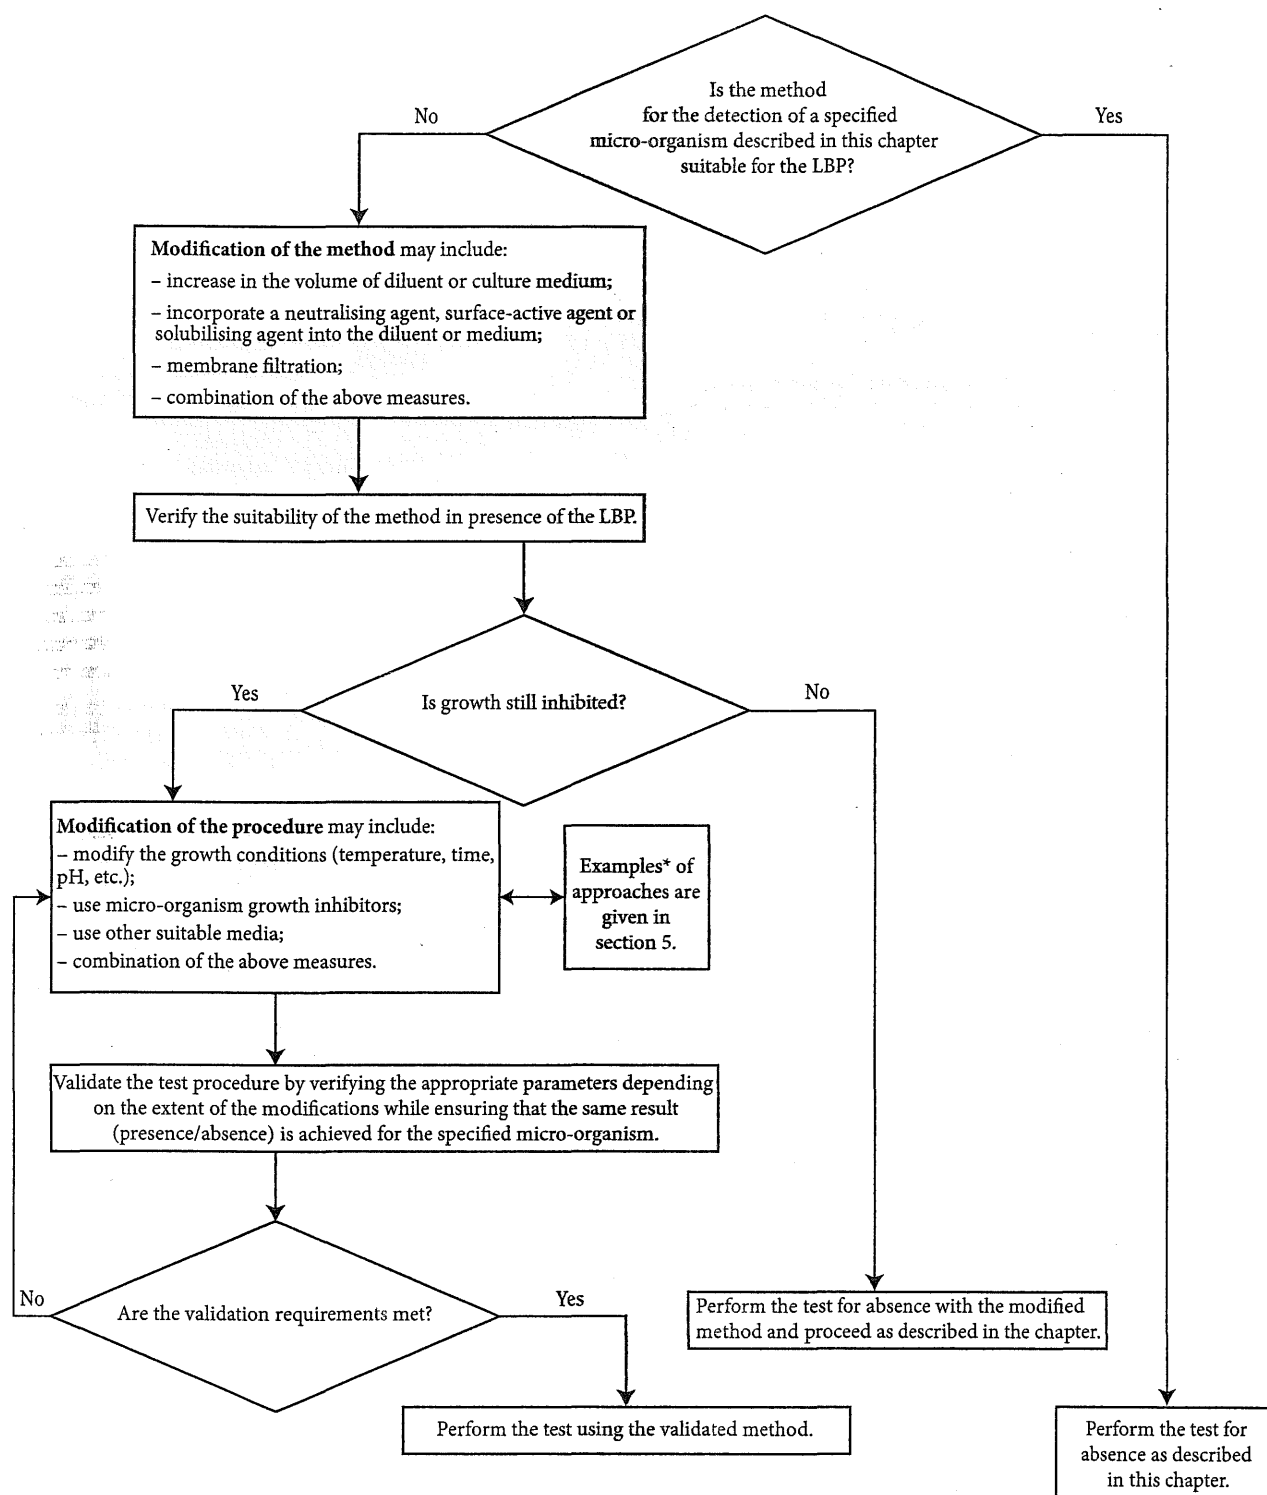 Is the method
for the detection of a specified
micro-organism described in this chapter
suitable for the LBP?
No
Yes
Modification of the method may include:
– increase in the volume of diluent or culture medium;
– incorporate a neutralising agent, surface-active agent or
solubilising agent into the diluent or medium;
– membrane filtration;
– combination of the above measures.
Verify the suitability of the method in presence of the LBP.
Is growth still inhibited?
Yes
No
Modification of the procedure may include:
– modify the growth conditions (temperature, time,
pH, etc.);
– use micro-organism growth inhibitors;
– use other suitable media;
– combination of the above measures.
Examples* of
approaches are
given in
section 5.
Validate the test procedure by verifying the appropriate parameters depending
on the extent of the modifications while ensuring that the same result
(presence/absence) is achieved for the specified micro-organism.
Are the validation requirements met?
No
Yes
Perform the test for absence with the modified
method and proceed as described in the chapter.
Perform the test using the validated method.
Perform the test for
absence as described
in this chapter.